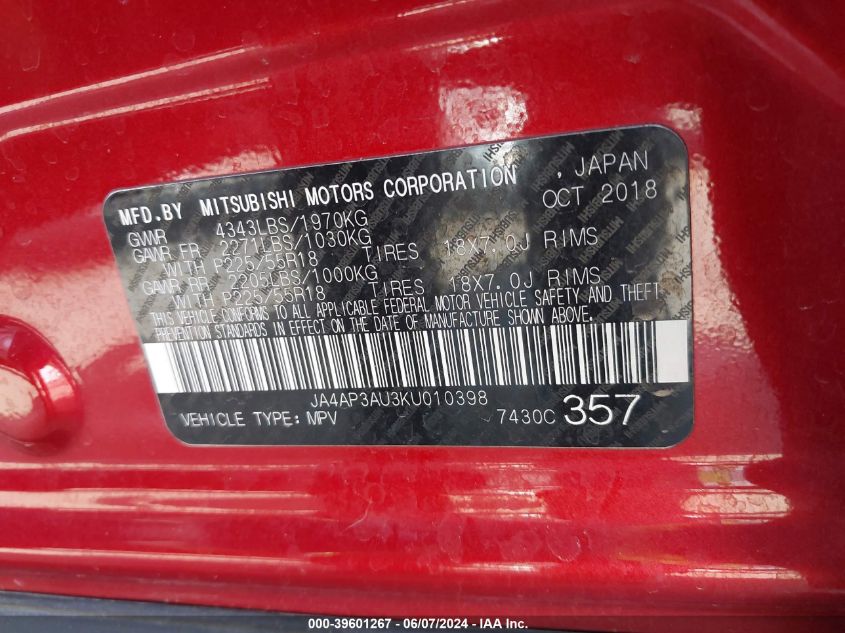 MFD.BY MITSUBISHI MOTORS CORPORATION , JAPAN
GVWR 4343LBS/1970KG OCT 2018
GAWR FR 2271LBS/1030KG
WITH P225/55R18 TIRES 18X7.0J RIMS
GAWR RR 2205LBS/1000KG
WITH P225/55R18 TIRES 18X7.0J RIMS
THIS VEHICLE CONFORMS TO ALL APPLICABLE FEDERAL MOTOR VEHICLE SAFETY AND THEFT
PREVENTION STANDARDS IN EFFECT ON THE DATE OF MANUFACTURE SHOWN ABOVE.
JA4AP3AU3KU010398
VEHICLE TYPE: MPV 7430C 357
000-39601267 - 06/07/2024 - IAA, Inc.